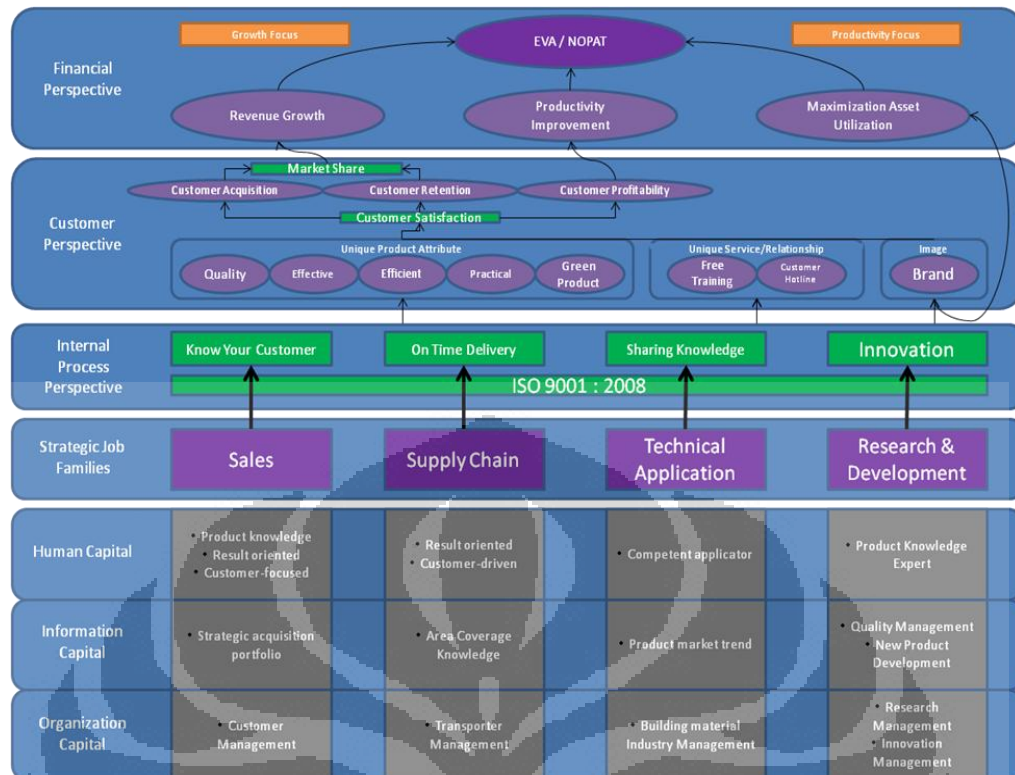 Growth Focus
EVA / NOPAT
Productivity Focus
Financial
Perspective
Revenue Growth
Productivity
Improvement
Maximization Asset
Utilization
Market Share
Customer Acquisition
Customer Retention
Customer Profitability
Customer
Perspective
Customer Satisfaction
Unique Product Attribute
Unique Service/Relationship
Image
Quality
Effective
Efficient
Practical
Green
Product
Free
Training
Customer
Hotline
Brand
Internal
Process
Perspective
Know Your Customer
On Time Delivery
Sharing Knowledge
Innovation
ISO 9001 : 2008
Strategic Job
Families
Sales
Supply Chain
Technical
Application
Research &
Development
Human Capital
• Product knowledge
• Result oriented
• Customer-focused
• Result oriented
• Customer-driven
• Competent applicator
• Product Knowledge
Expert
Information
Capital
• Strategic acquisition
portfolio
• Area Coverage
Knowledge
• Product market trend
• Quality Management
• New Product
Development
Organization
Capital
• Customer
Management
• Transporter
Management
• Building material
Industry Management
• Research
Management
• Innovation
Management